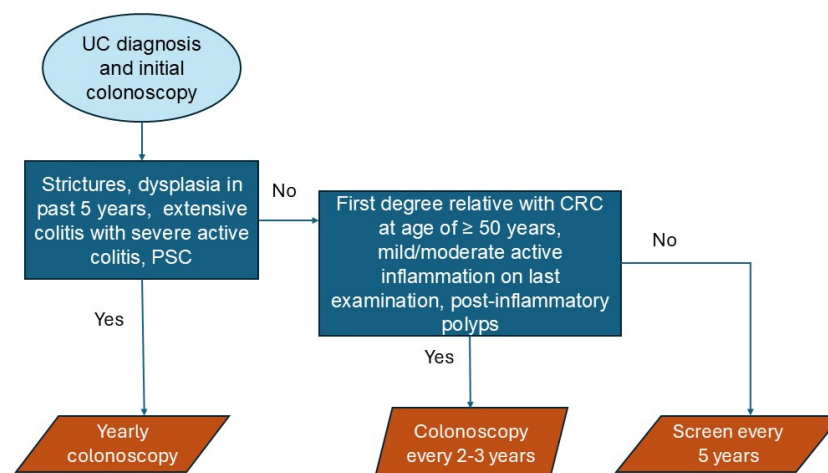 UC diagnosis
and initial
colonoscopy
Strictures, dysplasia in
past 5 years,  extensive
colitis with severe active
colitis, PSC
No
First degree relative with CRC
at age of ≥ 50 years,
mild/moderate active
inflammation on last
examination, post-inflammatory
polyps
No
Yes
Yes
Yearly
colonoscopy
Colonoscopy
every 2-3 years
Screen every
5 years